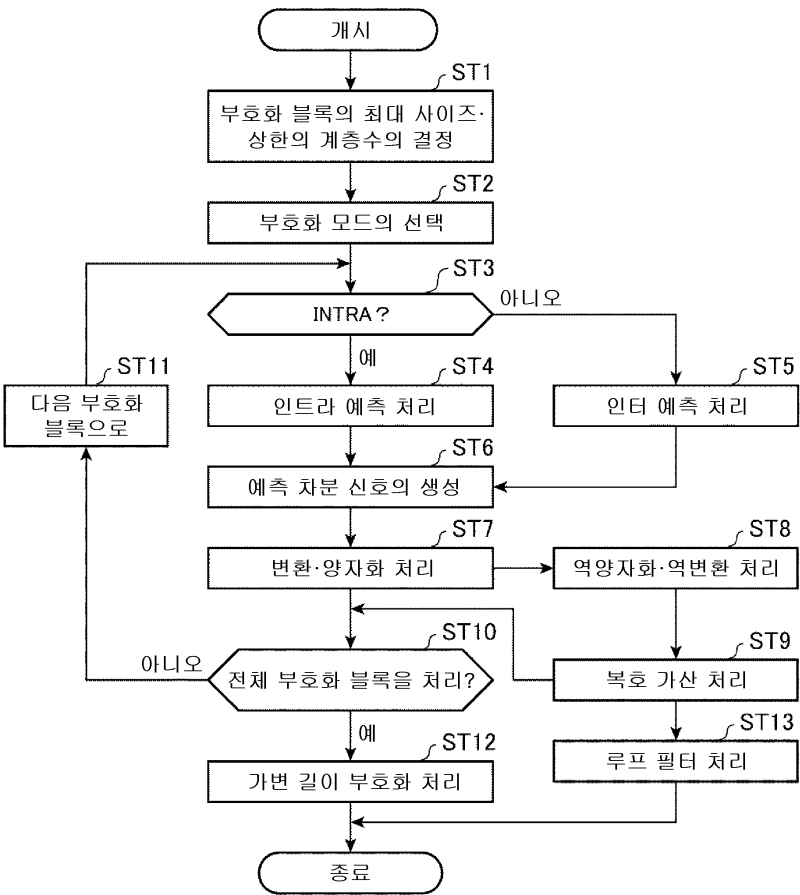 개시
ST1
부호화 블록의 최대 사이즈·
상한의 계층수의 결정
ST2
부호화 모드의 선택
ST3
INTRA?
아니오
예
ST11
다음 부호화
블록으로
ST4
인트라 예측 처리
ST5
인터 예측 처리
ST6
예측 차분 신호의 생성
ST7
변환·양자화 처리
ST8
역양자화·역변환 처리
ST10
전체 부호화 블록을 처리?
아니오
예
ST9
복호 가산 처리
ST13
루프 필터 처리
ST12
가변 길이 부호화 처리
종료